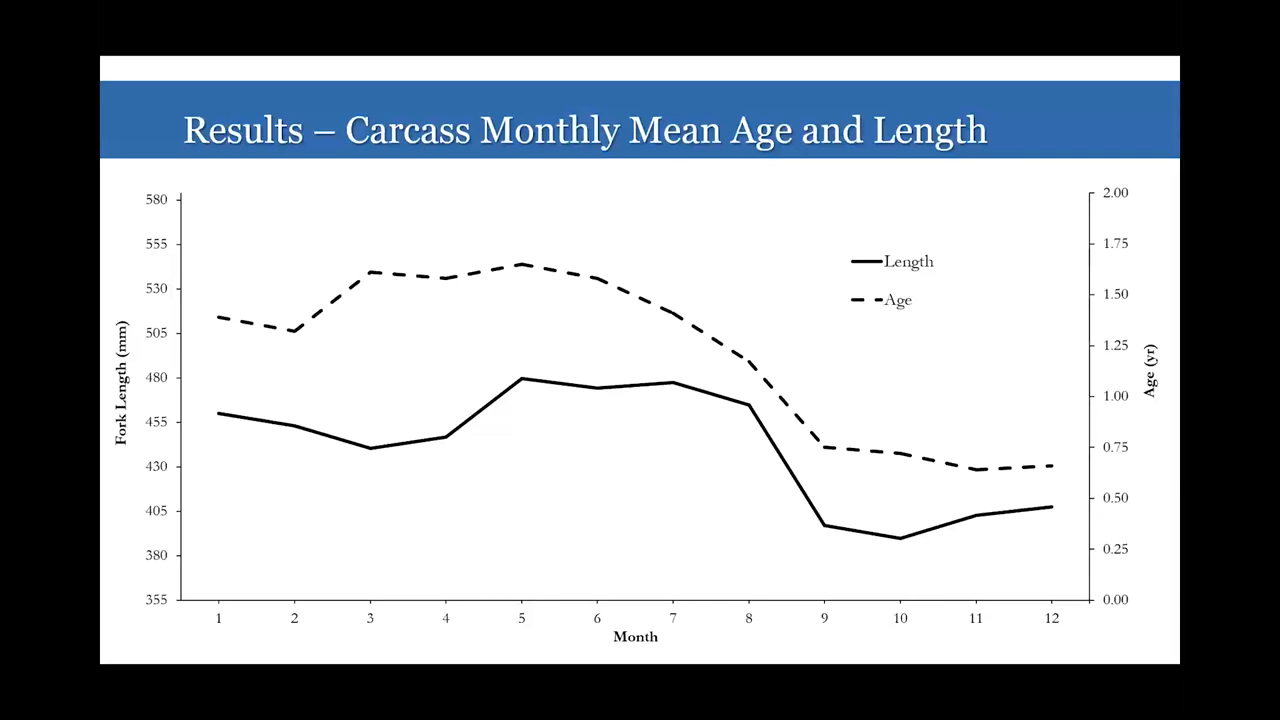 Results – Carcass Monthly Mean Age and Length
580
555
530
505
480
455
430
405
380
355
Fork Length (mm)
Length
Age
2.00
1.75
1.50
1.25
1.00
0.75
0.50
0.25
0.00
Age (yr)
1 2 3 4 5 6 7 8 9 10 11 12
Month